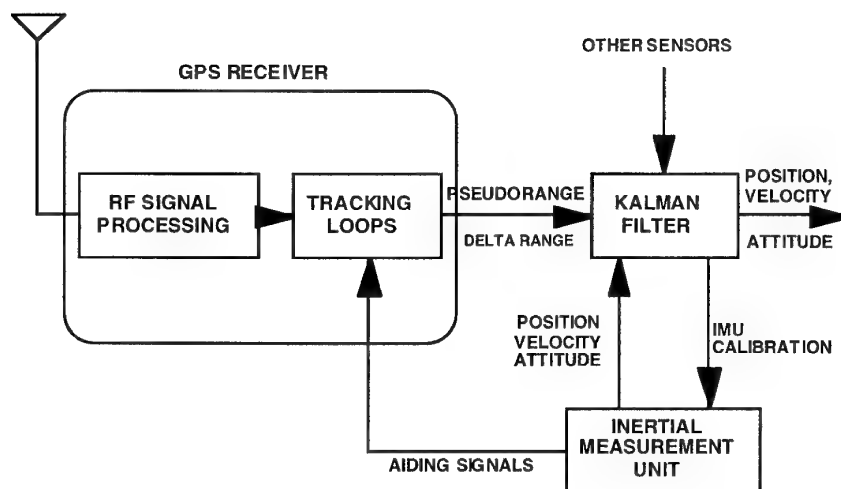 OTHER SENSORS
GPS RECEIVER
RF SIGNAL
PROCESSING
TRACKING
LOOPS
PSEUDORANGE
DELTA RANGE
KALMAN
FILTER
POSITION,
VELOCITY
ATTITUDE
POSITION
VELOCITY
ATTITUDE
IMU
CALIBRATION
AIDING SIGNALS
INERTIAL
MEASUREMENT
UNIT